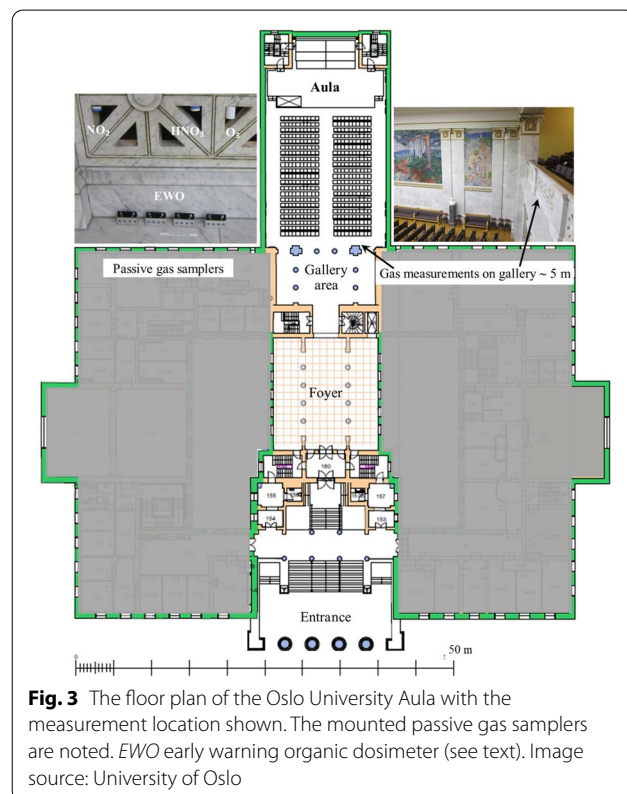 Aula
NO2
HNO3
O3
EWO
Passive gas samplers
Gallery
area
Gas measurements on gallery ~ 5 m
Foyer
180
155
157
154
153
Entrance
50 m
Fig. 3 The floor plan of the Oslo University Aula with the
measurement location shown. The mounted passive gas samplers
are noted. EWO early warning organic dosimeter (see text). Image
source: University of Oslo